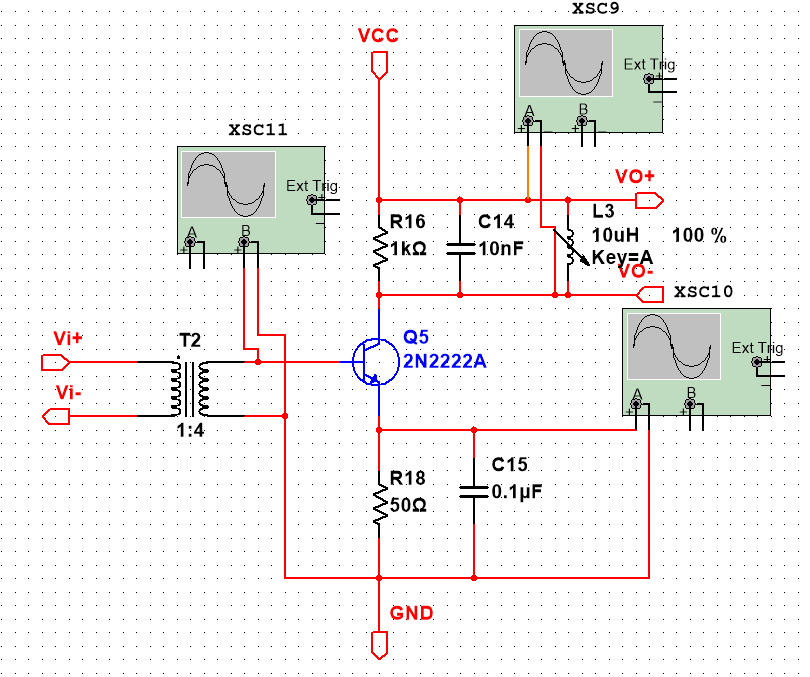 XSC9
VCC
Ext Trig
A
B
XSC11
Ext Trig
A
B
VO+
R16
1kΩ
C14
10nF
L3
10uH
100 %
Key=A
VO-
XSC10
Ext Trig
A
B
Vi+
T2
Vi-
1:4
Q5
2N2222A
R18
50Ω
C15
0.1µF
GND